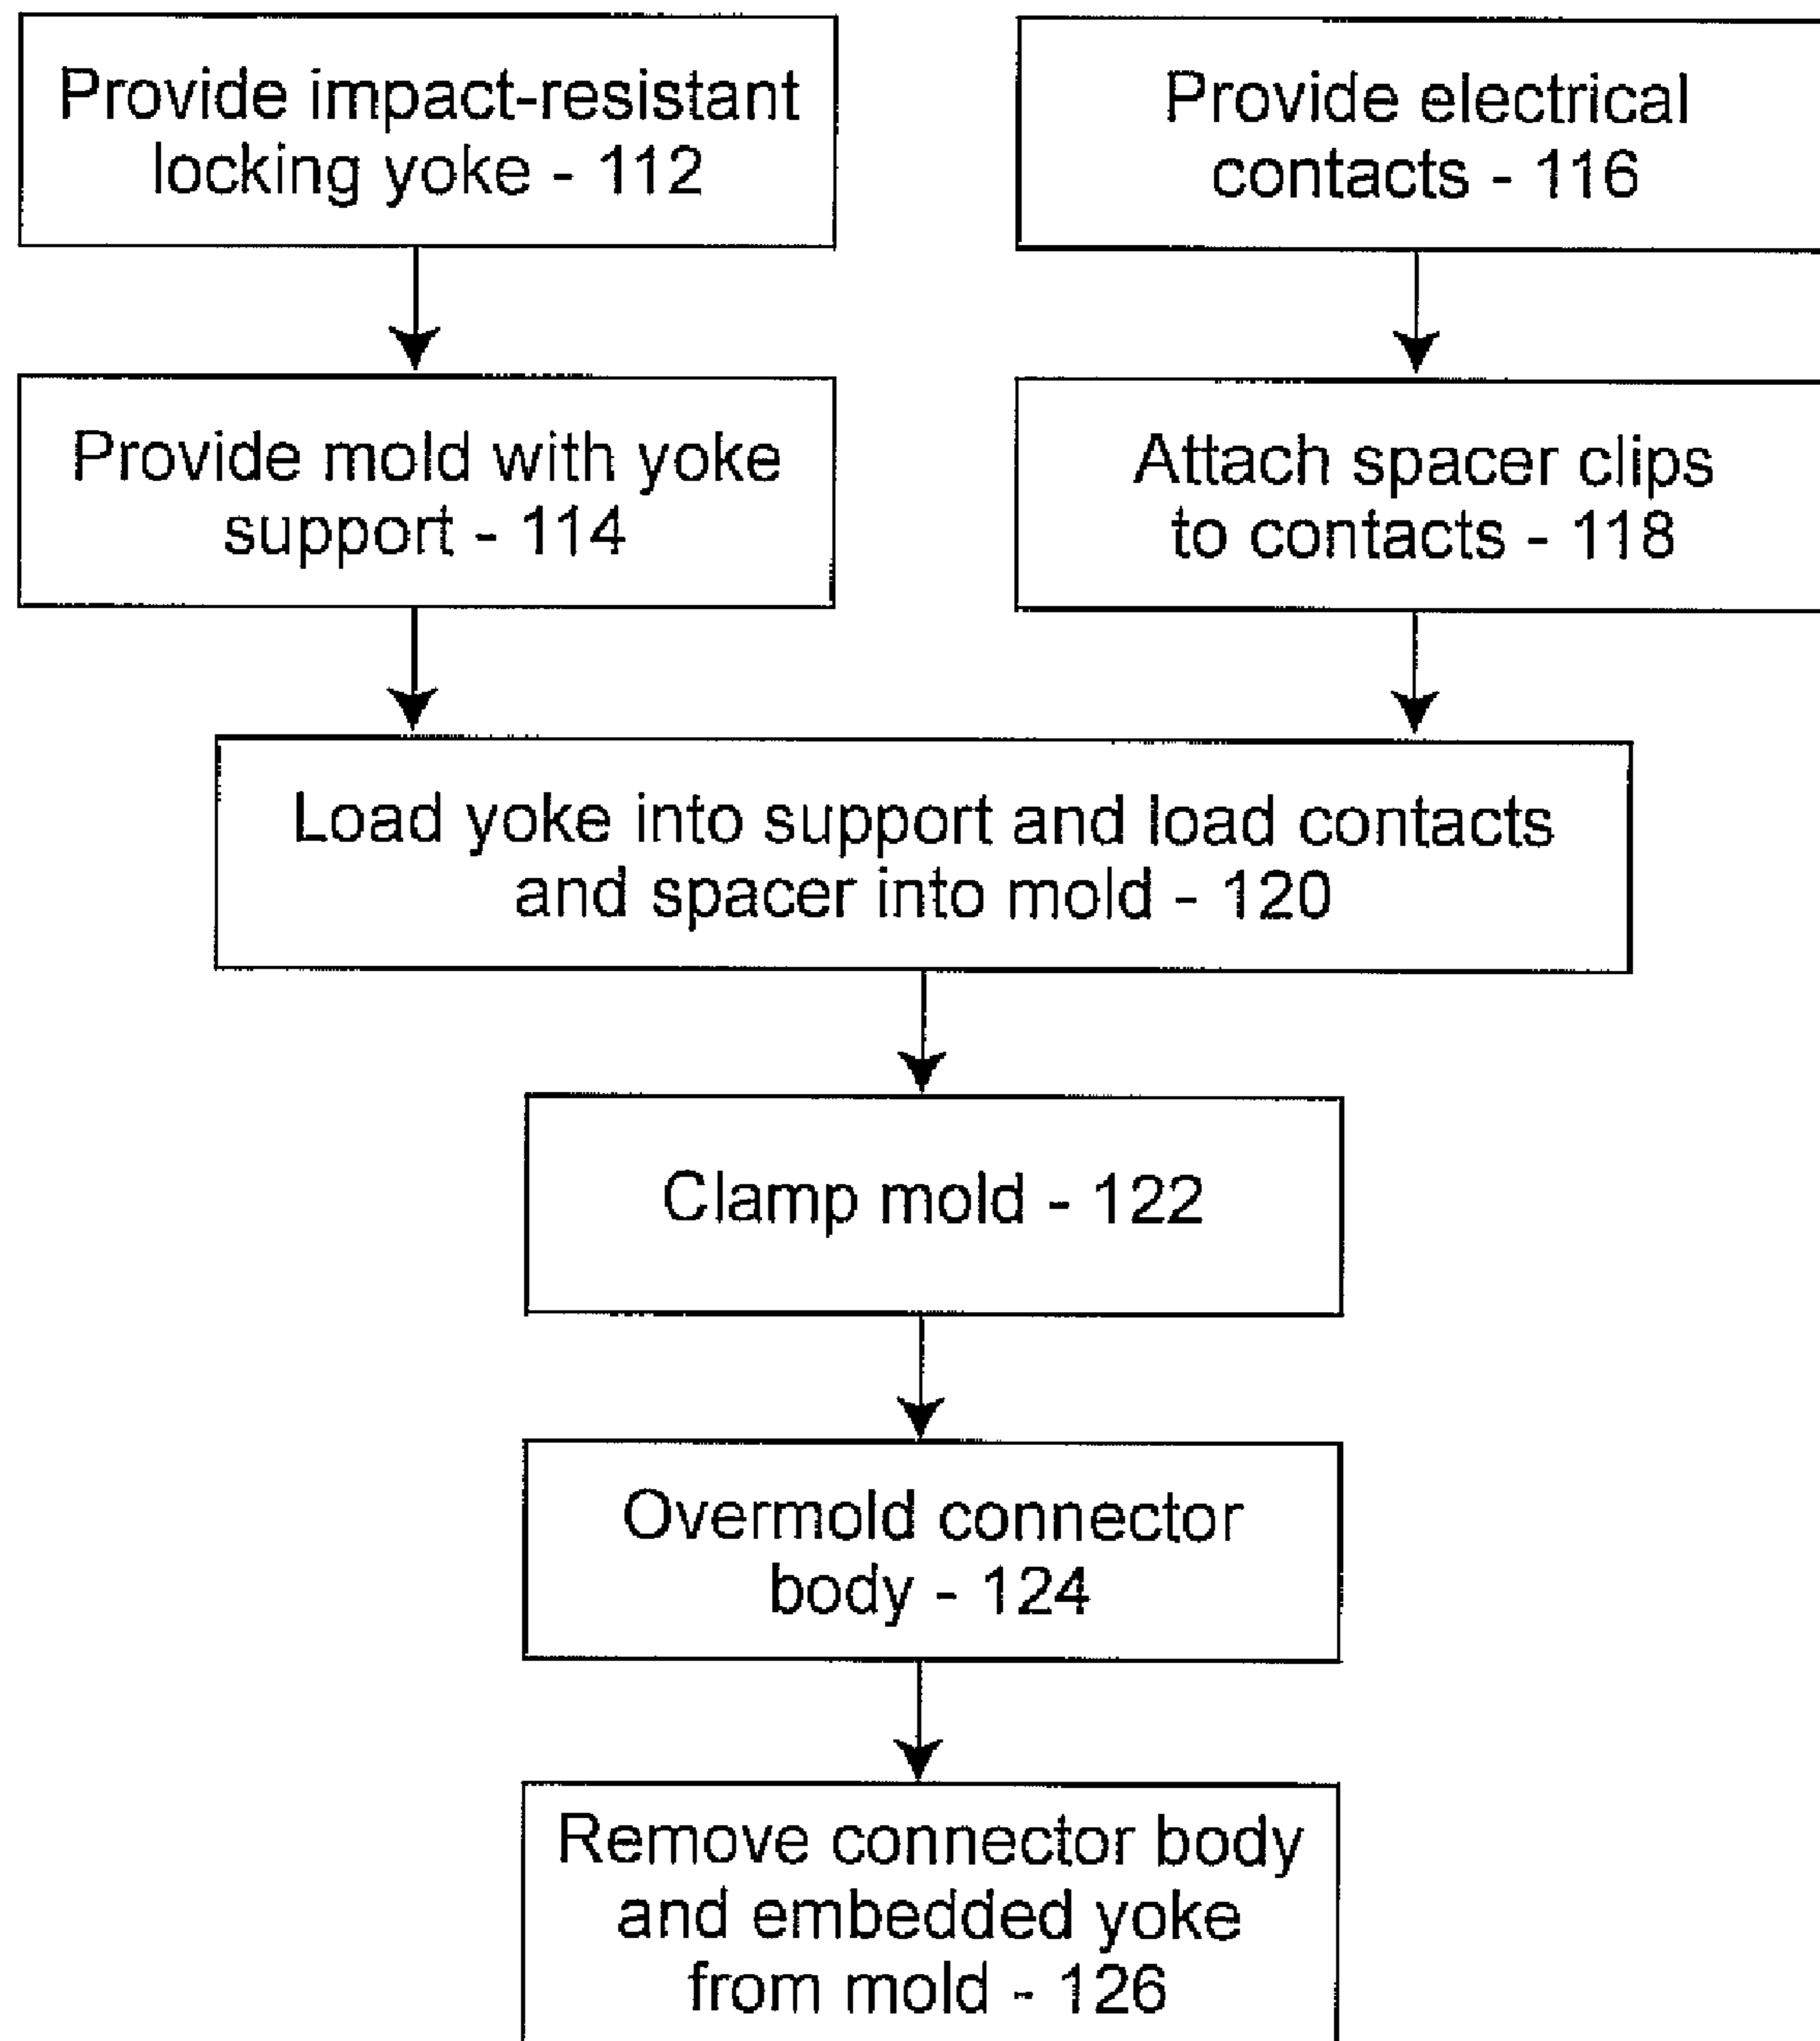 Provide impact-resistant
locking yoke - 112
Provide electrical
contacts - 116
Provide mold with yoke
support - 114
Attach spacer clips
to contacts - 118
Load yoke into support and load contacts
and spacer into mold - 120
Clamp mold - 122
Overmold connector
body - 124
Remove connector body
and embedded yoke
from mold - 126